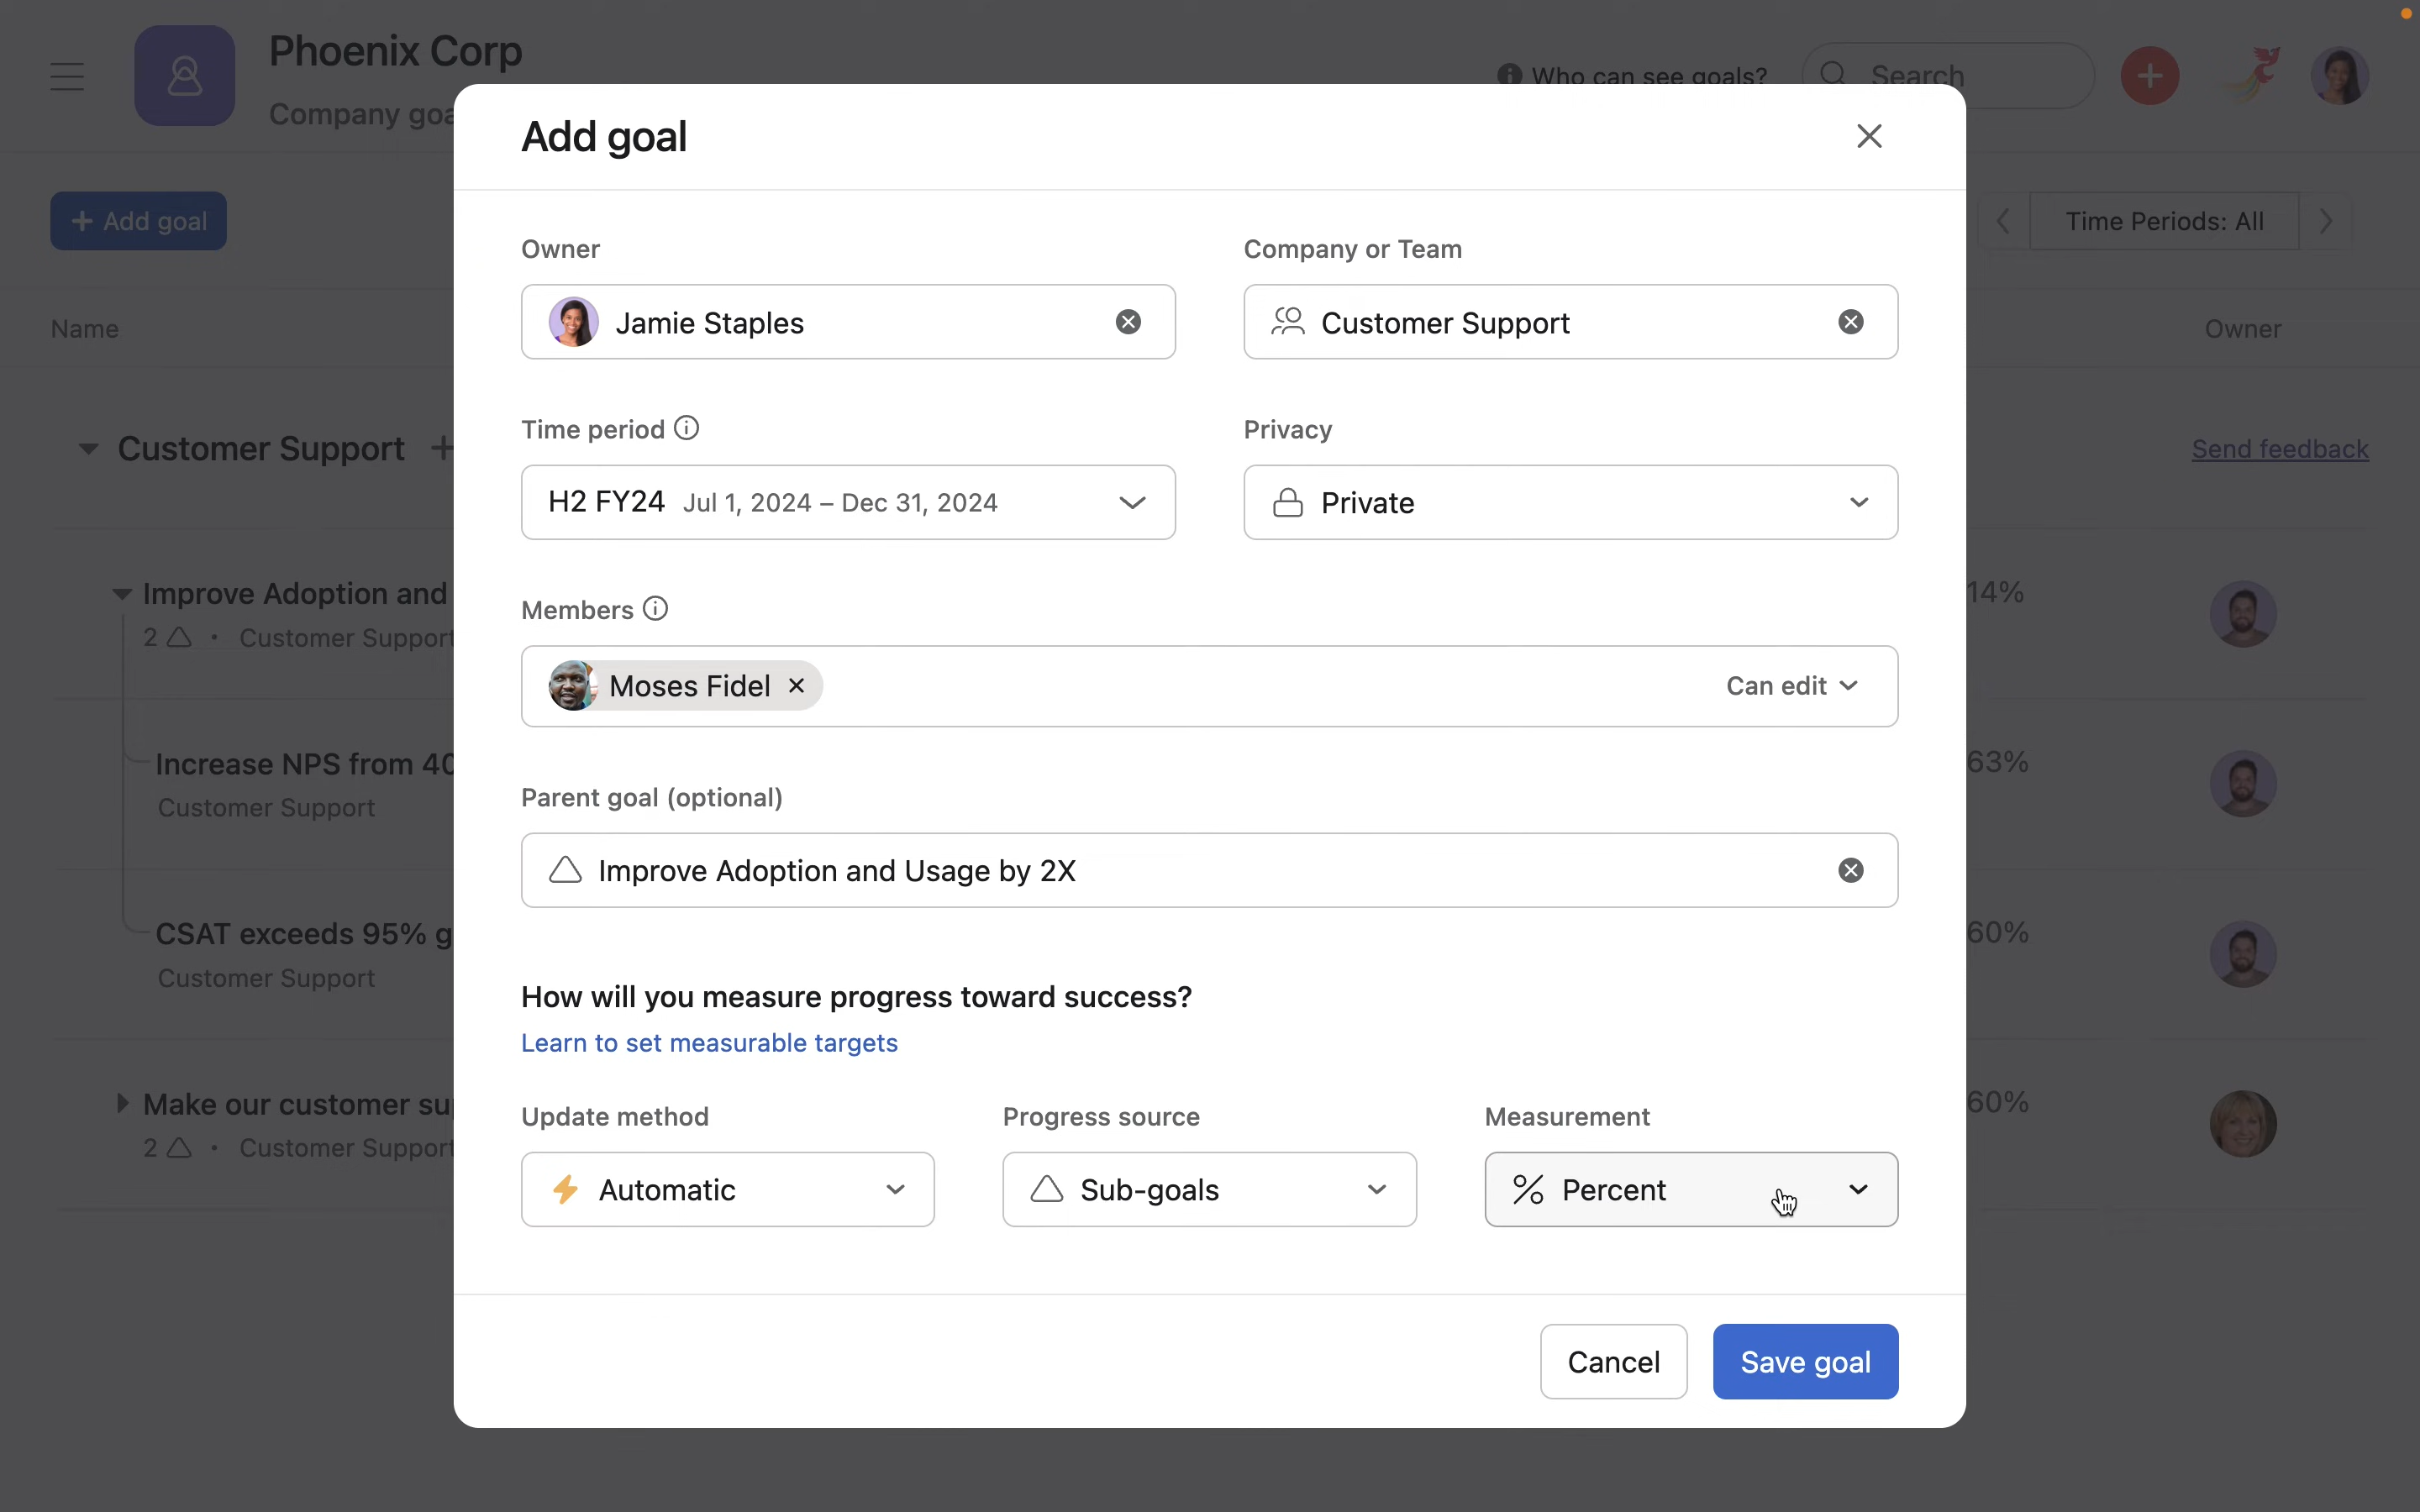 Phoenix Corp
Company goa
Who can see goals?
Search
Add goal
Add goal
Time Periods: All
Name
Owner
Owner
Jamie Staples
Company or Team
Customer Support
Time period
H2 FY24 Jul 1, 2024 – Dec 31, 2024
Privacy
Private
Customer Support
Send feedback
Members
Moses Fidel
Can edit
Improve Adoption and
2 • Customer Support
14%
Increase NPS from 40
Customer Support
63%
Parent goal (optional)
Improve Adoption and Usage by 2X
CSAT exceeds 95% g
Customer Support
60%
How will you measure progress toward success?
Learn to set measurable targets
Make our customer su
2 • Customer Support
60%
Update method
Automatic
Progress source
Sub-goals
Measurement
% Percent
Cancel
Save goal